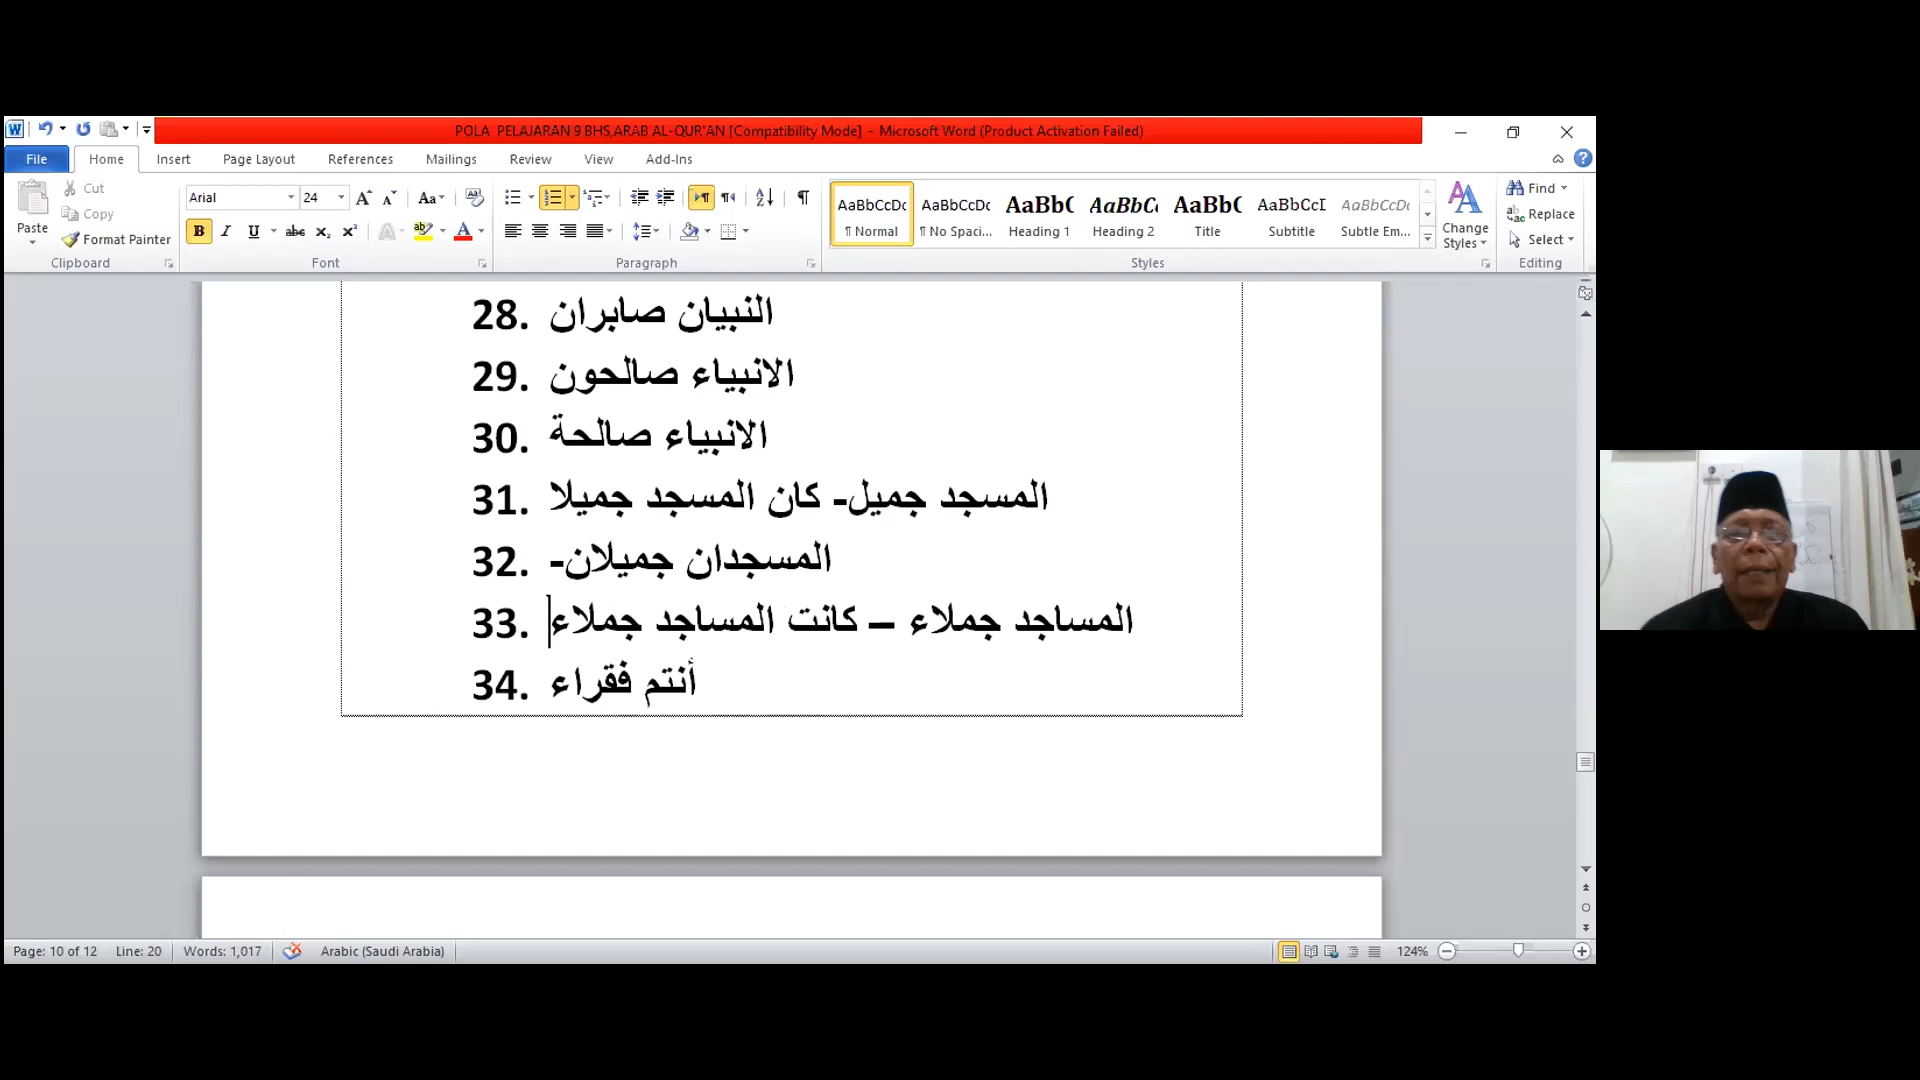 POLA PELAJARAN 9 BHS,ARAB AL-QUR'AN [Compatibility Mode] - Microsoft Word (Product Activation Failed)
File Home Insert Page Layout References Mailings Review View Add-Ins
Paste
Cut
Copy
Format Painter
Clipboard
Arial 24
Font
Paragraph
AaBbCcDc AaBbCcDc AaBbC AaBbC AaBbC AaBbCcI AaBbCcDc
¶ Normal ¶ No Spaci... Heading 1 Heading 2 Title Subtitle Subtle Em...
Styles
Change Styles
Find
Replace
Select
Editing
28. النبيان صابران
29. الانبياء صالحون
30. الانبياء صالحة
31. المسجد جميل- كان المسجد جميلا
32. المسجدان جميلان-
33. المساجد جملاء – كانت المساجد جملاء
34. أنتم فقراء
Page: 10 of 12 Line: 20 Words: 1,017 Arabic (Saudi Arabia) 124%